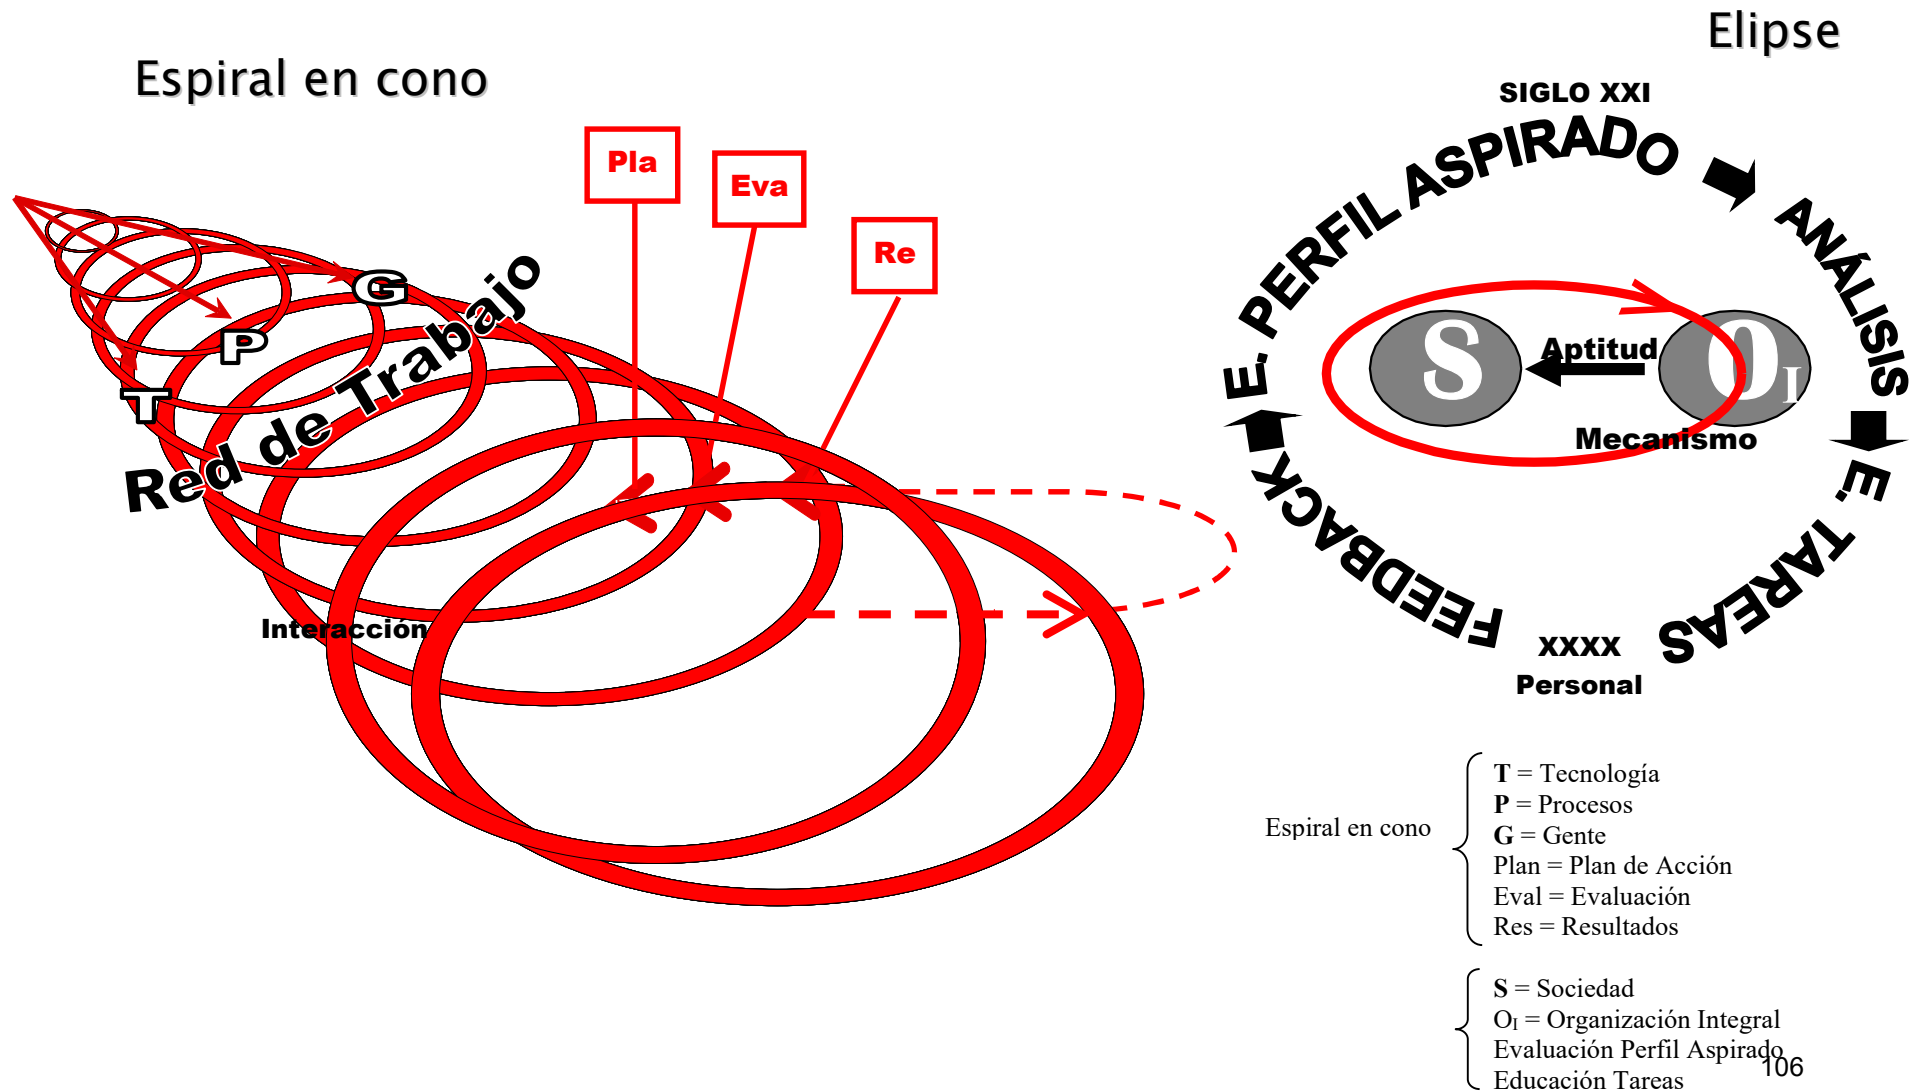 Elipse
Espiral en cono
SIGLO XXI
E. PERFIL ASPIRADO
ANÁLISIS
E. TAREAS
FEEDBACK
XXXX
Personal
S
Aptitud
OI
Mecanismo
Pla
Eva
Re
G
P
T
Red de Trabajo
Interacción
Espiral en cono
T = Tecnología
P = Procesos
G = Gente
Plan = Plan de Acción
Eval = Evaluación
Res = Resultados
S = Sociedad
OI = Organización Integral
Evaluación Perfil Aspirado
Educación Tareas
106